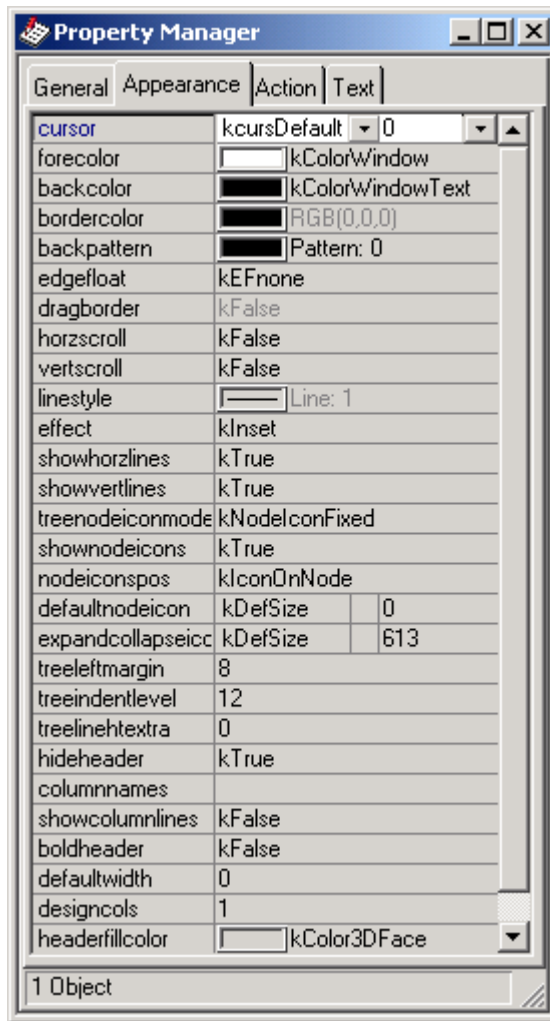 Property Manager
General Appearance Action Text
cursor kcursDefault 0
forecolor kColorWindow
backcolor kColorWindowText
bordercolor RGB(0,0,0)
backpattern Pattern: 0
edgefloat kEFnone
dragborder kFalse
horzscroll kFalse
vertscroll kFalse
linestyle Line: 1
effect kInset
showhorzlines kTrue
showvertlines kTrue
treenodeiconmode kNodeIconFixed
shownodeicons kTrue
nodeiconspos kIconOnNode
defaultnodeicon kDefSize 0
expandcollapseicc kDefSize 613
treeleftmargin 8
treeindentlevel 12
treelinehtextra 0
hideheader kTrue
columnnames
showcolumnlines kFalse
boldheader kFalse
defaultwidth 0
designcols 1
headerfillcolor kColor3DFace
1 Object